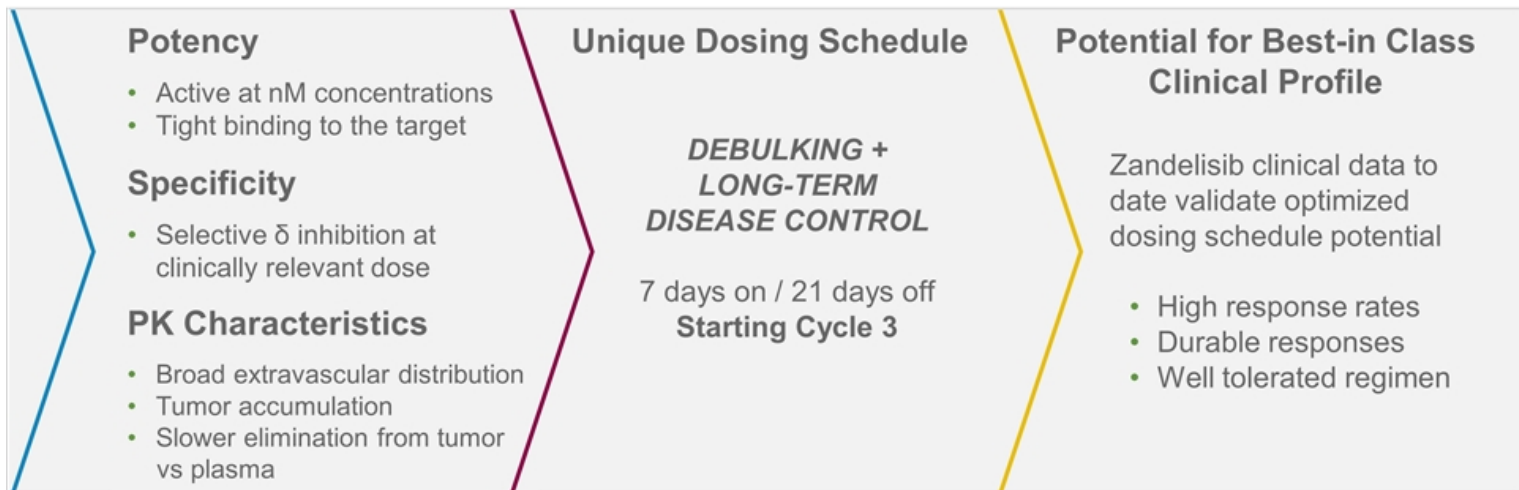 Potency
• Active at nM concentrations
• Tight binding to the target
Specificity
• Selective δ inhibition at
clinically relevant dose
PK Characteristics
• Broad extravascular distribution
• Tumor accumulation
• Slower elimination from tumor
vs plasma
Unique Dosing Schedule
DEBULKING +
LONG-TERM
DISEASE CONTROL
7 days on / 21 days off
Starting Cycle 3
Potential for Best-in Class
Clinical Profile
Zandelisib clinical data to
date validate optimized
dosing schedule potential
• High response rates
• Durable responses
• Well tolerated regimen